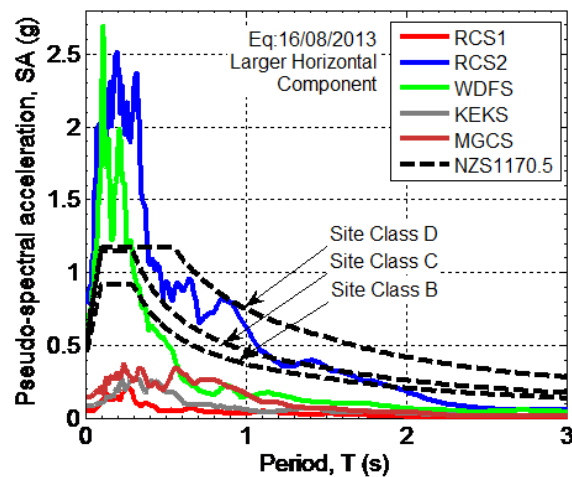 Pseudo-spectral acceleration, SA (g)
3
2.5
2
1.5
1
0.5
0
Eq:16/08/2013
Larger Horizontal
Component
RCS1
RCS2
WDFS
KEKS
MGCS
NZS1170.5
Site Class D
Site Class C
Site Class B
0
1
2
3
Period, T (s)